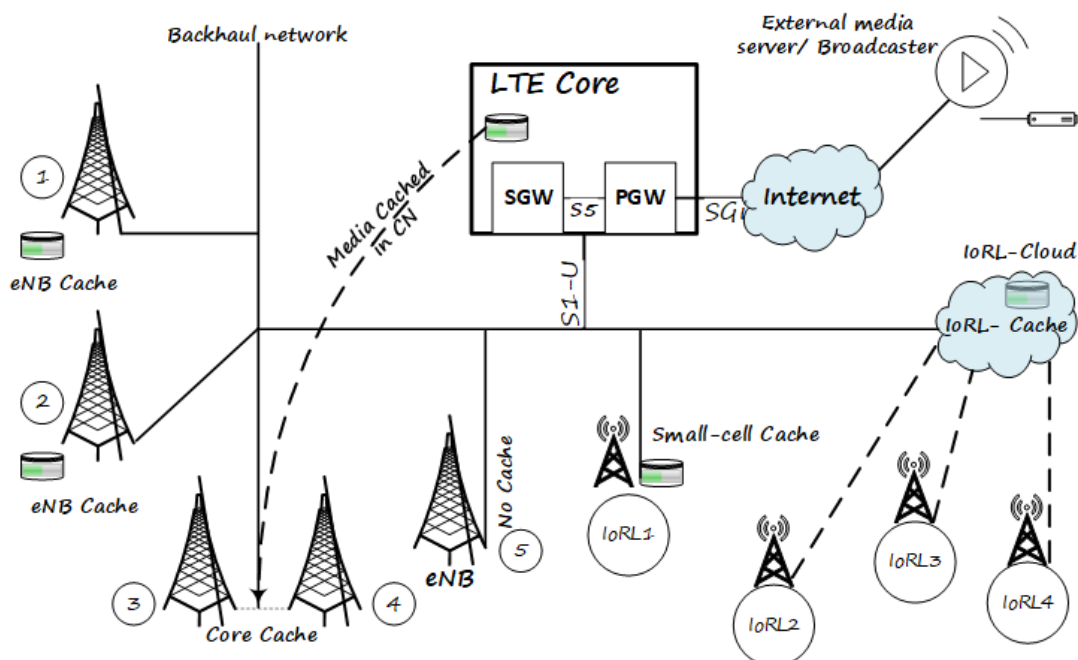 Backhaul network
External media
server/ Broadcaster
LTE Core
1
eNB Cache
Media Cached
in CN
SGW
S5
PGW
SGi
Internet
S1-U
IoRL-Cloud
IoRL- Cache
2
eNB Cache
No Cache
Small-cell Cache
3
4
Core Cache
eNB
5
IoRL1
IoRL2
IoRL3
IoRL4